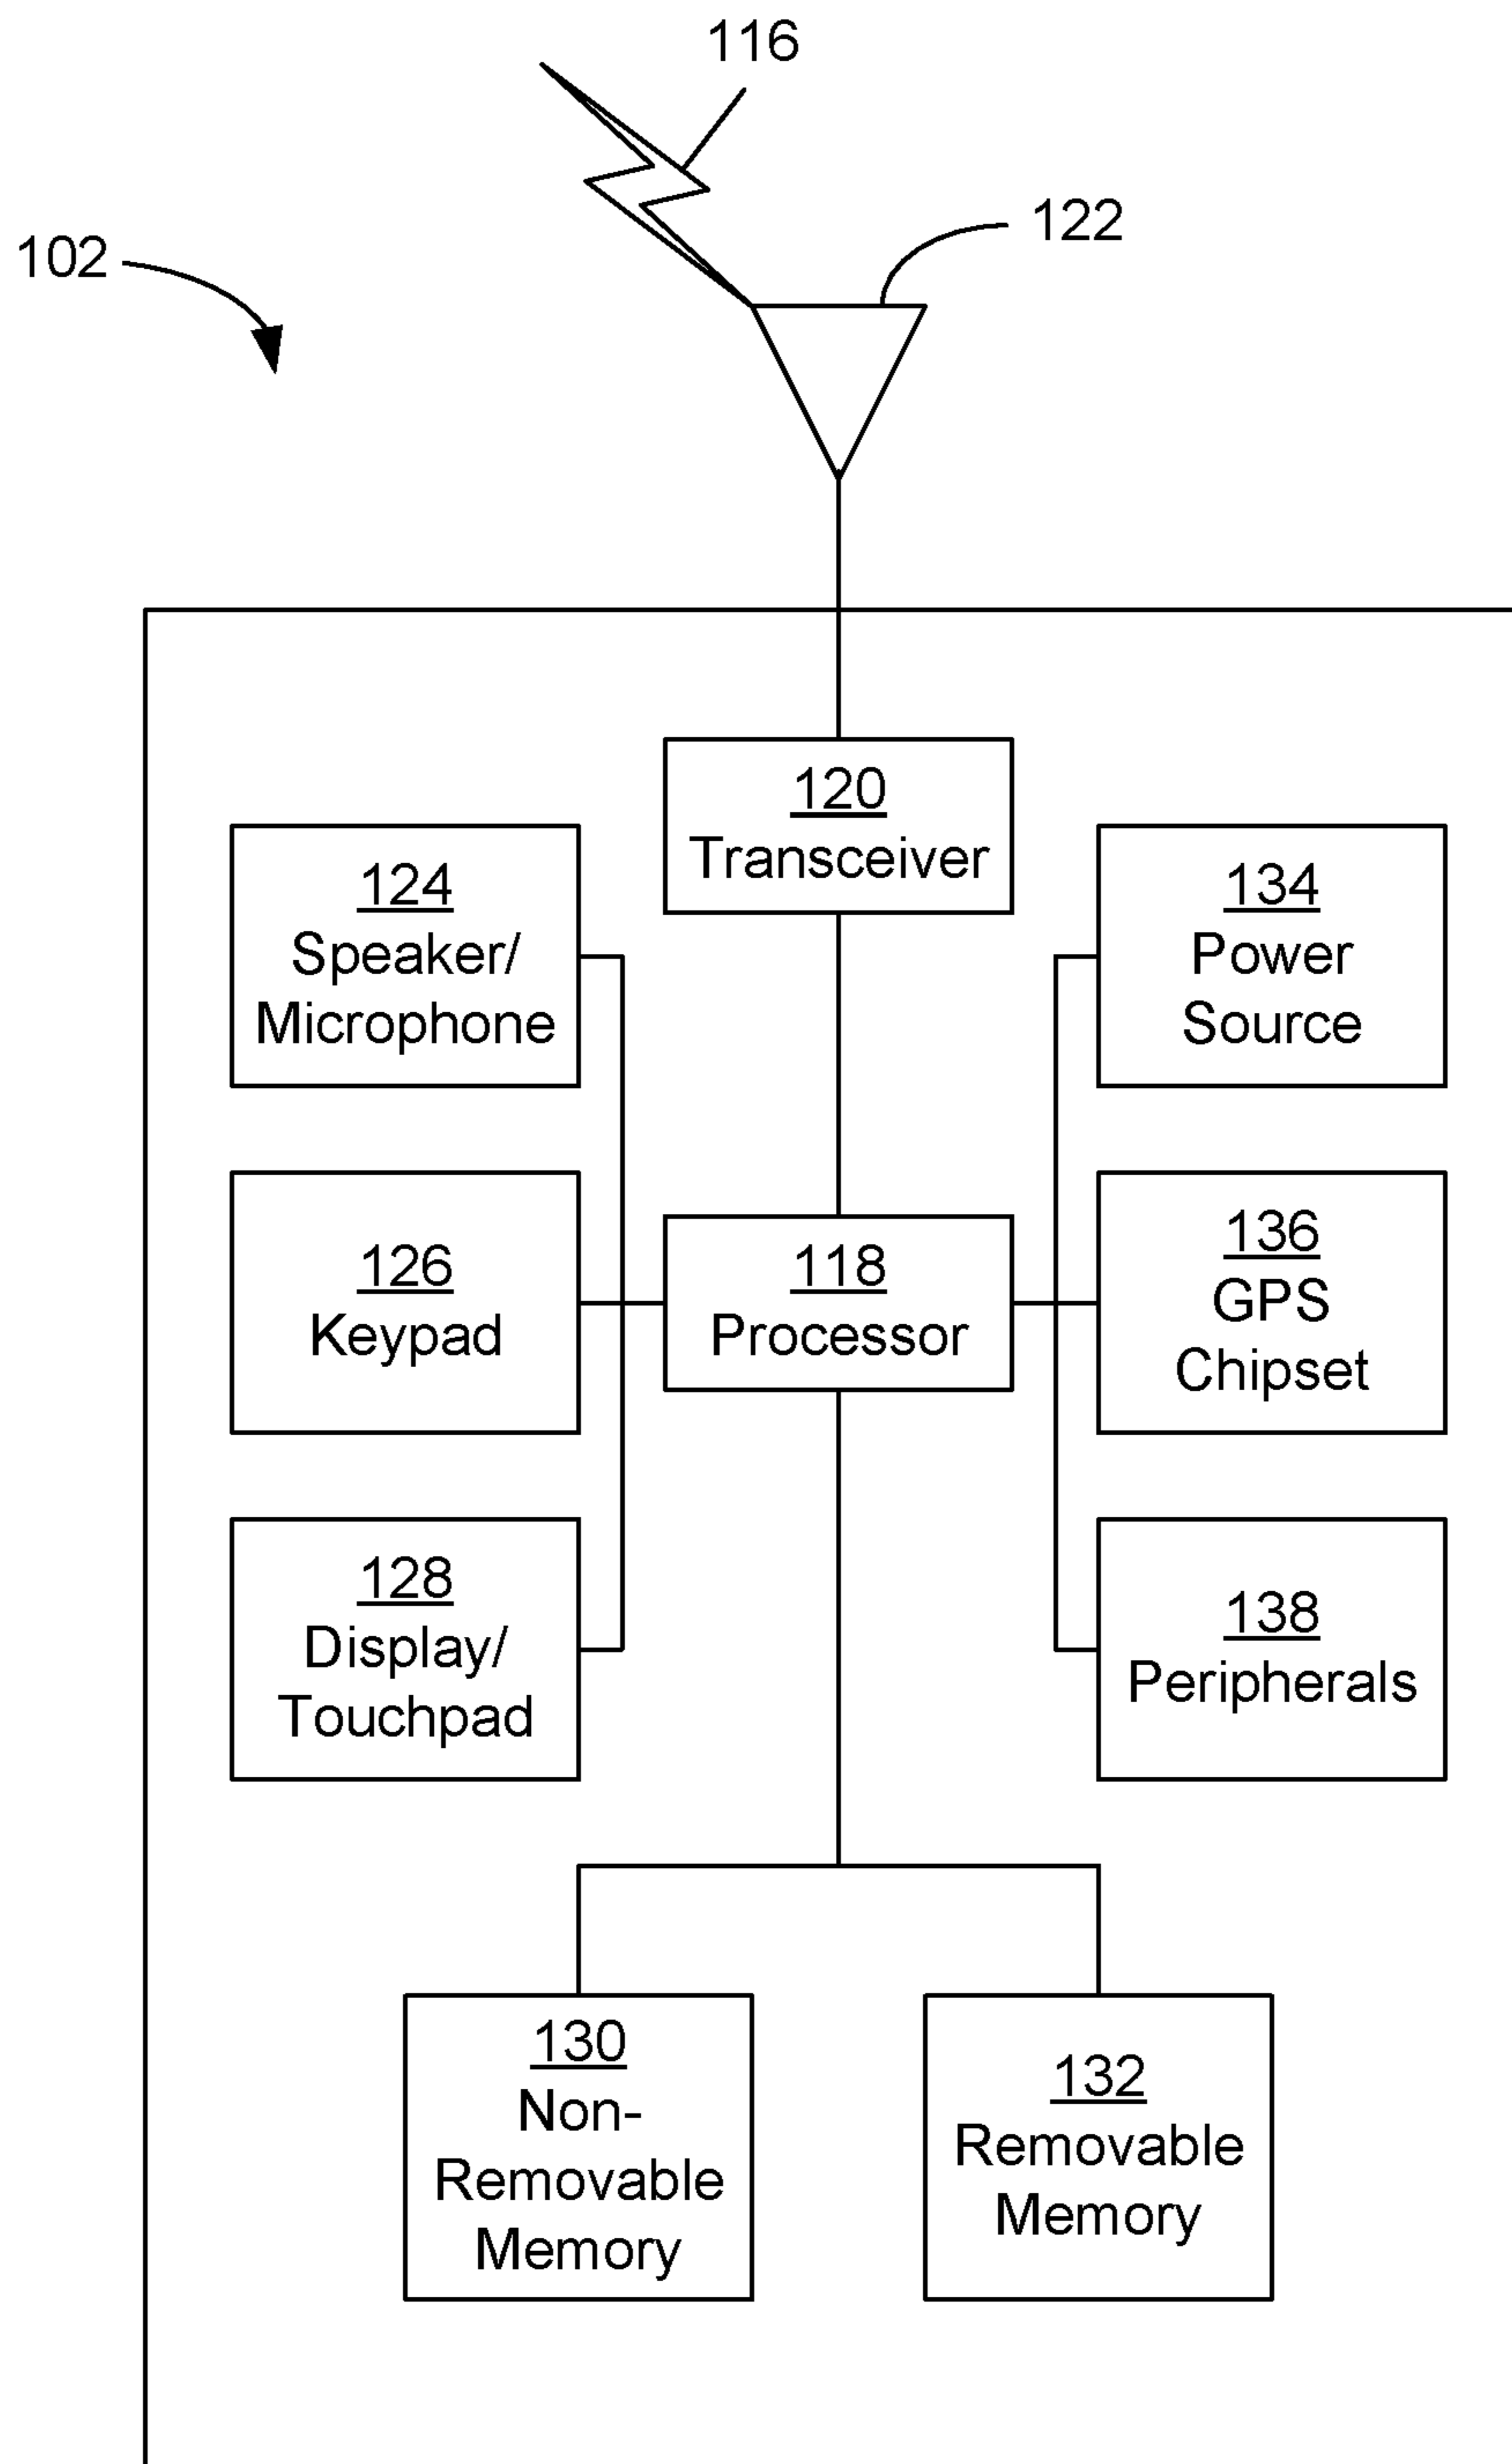 116
122
102
120
Transceiver
124
Speaker/
Microphone
134
Power
Source
126
Keypad
118
Processor
136
GPS
Chipset
128
Display/
Touchpad
138
Peripherals
130
Non-
Removable
Memory
132
Removable
Memory